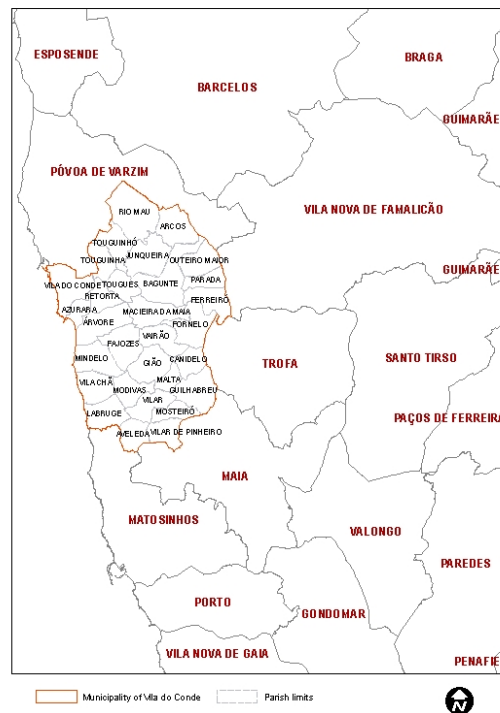 ESPOSENDE
BRAGA
BARCELOS
GUIMARÃE
PÓVOA DE VARZIM
RIO MAU
VILA NOVA DE FAMALICÃO
ARCOS
TOUGUINHÓ
JUNQUEIRA
TOUGUINHA
OUTEIRO MAIOR
GUIMARÃE
PARADA
VILA DO CONDE
TOUGUES
BAGUNTE
RETORTA
FERREIRÓ
AZURARA
MACIEIRA DA MAIA
ÁRVORE
FORNELO
VAIRÃO
FAJOZES
MINDELO
GIÃO
CANIDELO
TROFA
SANTO TIRSO
VILA CHÃ
MALTA
MODIVAS
GUILHABREU
VILAR
LABRUGE
MOSTEIRÓ
PAÇOS DE FERREIRA
AVELEDA
VILAR DE PINHEIRO
MAIA
MATOSINHOS
VALONGO
PAREDES
PORTO
GONDOMAR
VILA NOVA DE GAIA
PENAFIE
Municipality of Vila do Conde
Parish limits
N